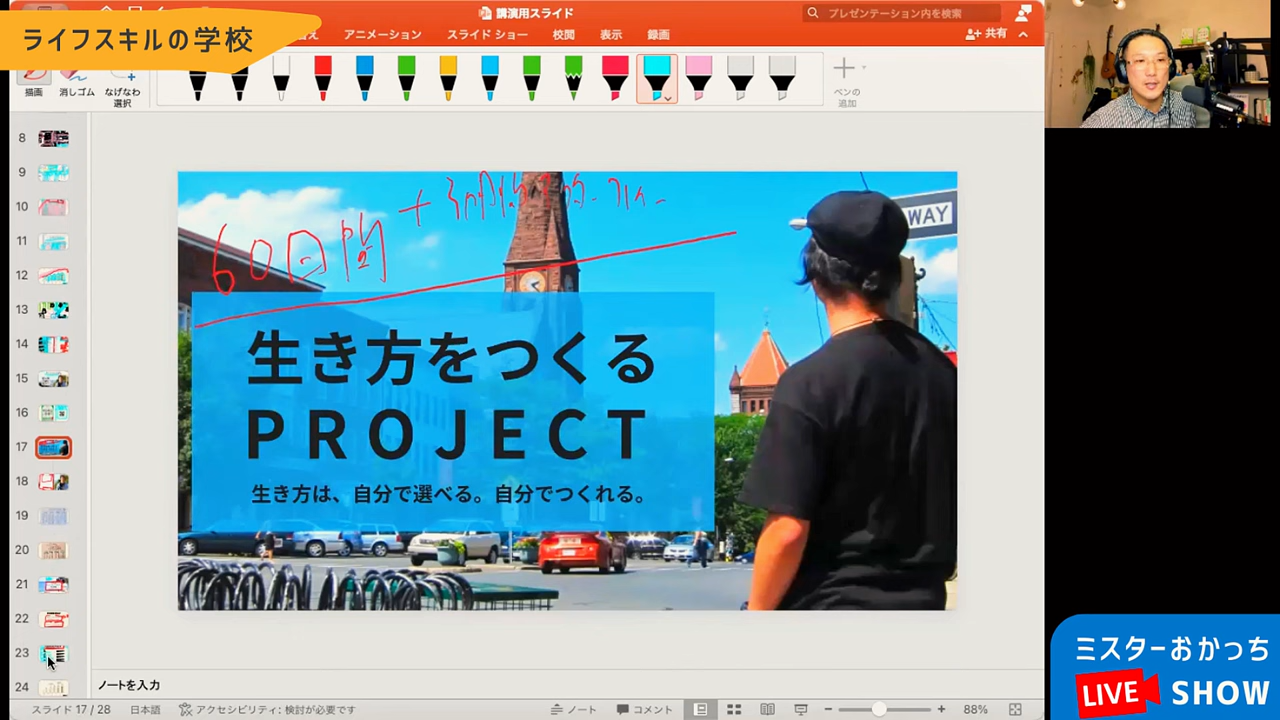 ライフスキルの学校
講演用スライド
プレゼンテーション内を検索
アニメーション
スライド ショー
校閲
表示
録画
共有
描画
消しゴム
なげなわ
選択
ペンの
追加
8
9
10
11
12
13
14
15
16
17
18
19
20
21
22
23
24
60日間
+
WAY
生き方をつくる
PROJECT
生き方は、自分で選べる。自分でつくれる。
ノートを入力
スライド 17 / 28
日本語
アクセシビリティ: 検討が必要です
ノート
コメント
88%
ミスターおかっち
LIVE SHOW